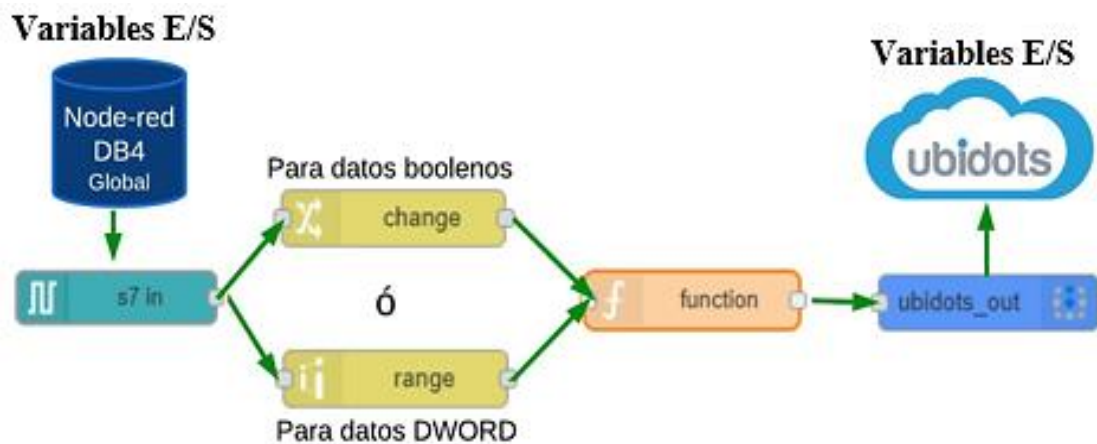 Variables E/S
Node-red
DB4
Global
Para datos boolenos
change
s7 in
ó
range
Para datos DWORD
function
Variables E/S
ubidots
ubidots_out